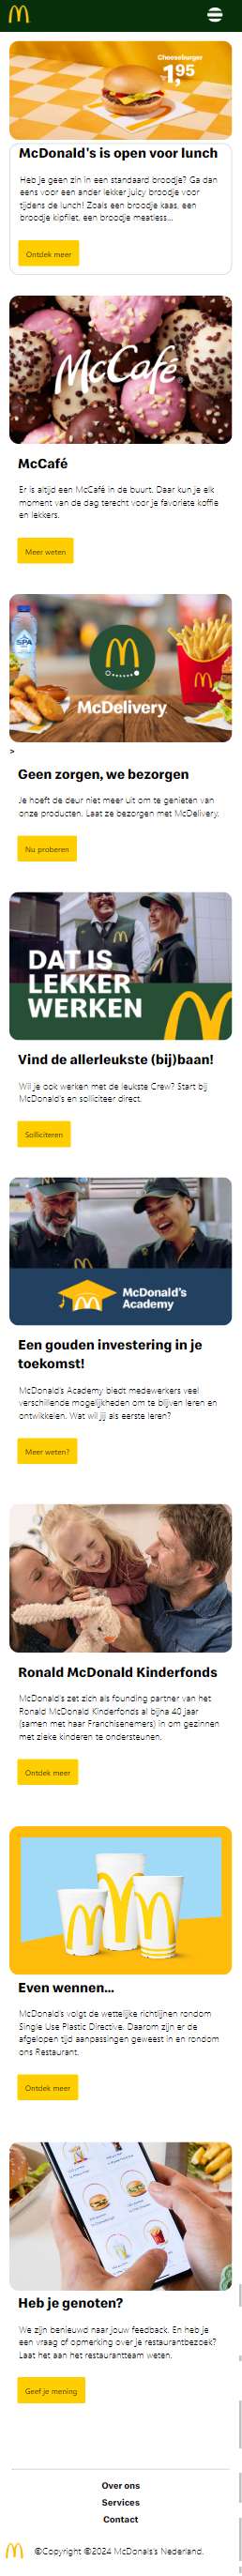 Cheeseburger
1,95
McDonald's is open voor lunch
Heb je geen zin in een standaard broodje? Ga dan
eens voor een ander lekker juicy broodje voor
tijdens de lunch! Zoals een broodje kaas, een
broodje kipfilet, een broodje meatless...
Ontdek meer
McCafé®
McCafé
Er is altijd een McCafé in de buurt. Daar kun je elk
moment van de dag terecht voor je favoriete koffie
en lekkers.
Meer weten
SPA
McDelivery
>
Geen zorgen, we bezorgen
Je hoeft de deur niet meer uit om te genieten van
onze producten. Laat ze bezorgen met McDelivery.
Nu proberen
DAT IS
LEKKER
WERKEN
Vind de allerleukste (bij)baan!
Wil je ook werken met de leukste Crew? Start bij
McDonald's en solliciteer direct.
Solliciteren
McDonald's
Academy
Een gouden investering in je
toekomst!
McDonald's Academy biedt medewerkers veel
verschillende mogelijkheden om te blijven leren en
ontwikkelen. Wat wil jij als eerste leren?
Meer weten?
Ronald McDonald Kinderfonds
McDonald's zet zich als founding partner van het
Ronald McDonald Kinderfonds al bijna 40 jaar
(samen met haar Franchisenemers) in om gezinnen
met zieke kinderen te ondersteunen.
Ontdek meer
Even wennen...
McDonald's volgt de wettelijke richtlijnen rondom
Single Use Plastic Directive. Daarom zijn er de
afgelopen tijd aanpassingen geweest in en rondom
ons Restaurant.
Ontdek meer
Heb je genoten?
We zijn benieuwd naar jouw feedback. En heb je
een vraag of opmerking over je restaurantbezoek?
Laat het aan het restaurantteam weten.
Geef je mening
Over ons
Services
Contact
©Copyright ©2024 McDonals's Nederland.